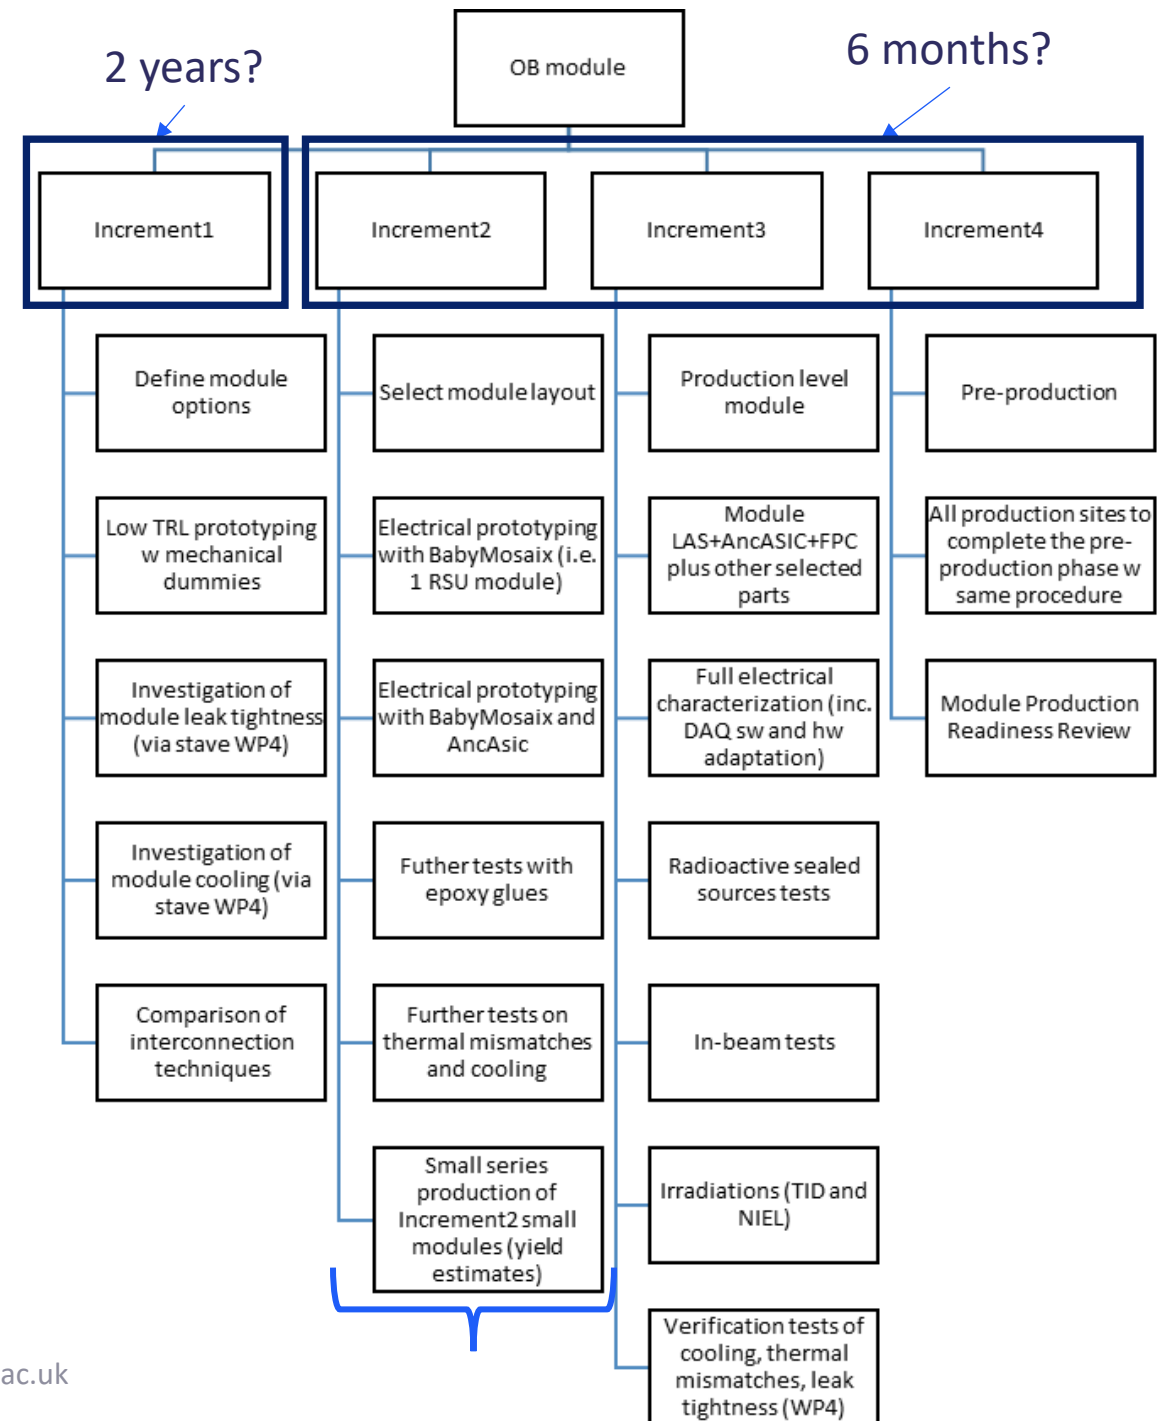 2 years?
6 months?
OB module
Increment1
Increment2
Increment3
Increment4
Define module
options
Low TRL prototyping
w mechanical
dummies
Investigation of
module leak tightness
(via stave WP4)
Investigation of
module cooling (via
stave WP4)
Comparison of
interconnection
techniques
Select module layout
Electrical prototyping
with BabyMosaix (i.e.
1 RSU module)
Electrical prototyping
with BabyMosaix and
AncAsic
Futher tests with
epoxy glues
Further tests on
thermal mismatches
and cooling
Small series
production of
Increment2 small
modules (yield
estimates)
Production level
module
Module
LAS+AncASIC+FPC
plus other selected
parts
Full electrical
characterization (inc.
DAQ sw and hw
adaptation)
Radioactive sealed
sources tests
In-beam tests
Irradiations (TID and
NIEL)
Verification tests of
cooling, thermal
mismatches, leak
tightness (WP4)
Pre-production
All production sites to
complete the pre-
production phase w
same procedure
Module Production
Readiness Review
ac.uk